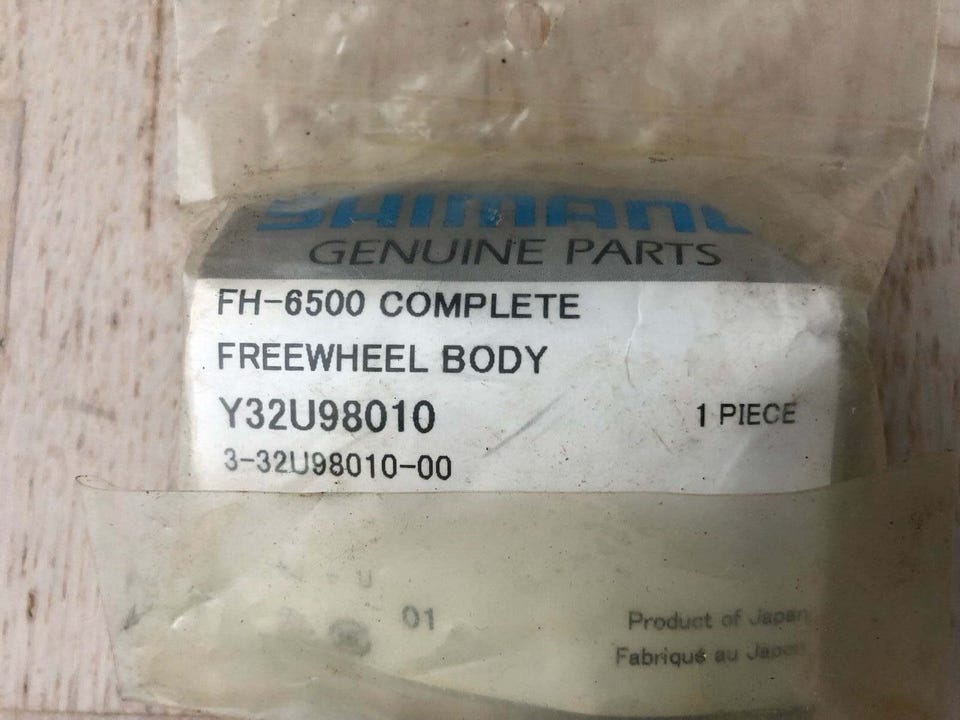 SHIMANO
GENUINE PARTS
FH-6500 COMPLETE
FREEWHEEL BODY
Y32U98010 1 PIECE
3-32U98010-00
U
01
Product of Japan
Fabriqué au Japon